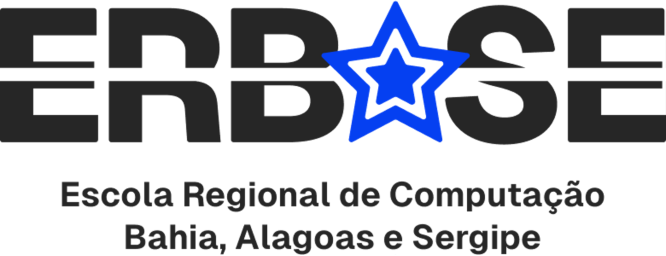 ERBASE
Escola Regional de Computação
Bahia, Alagoas e Sergipe